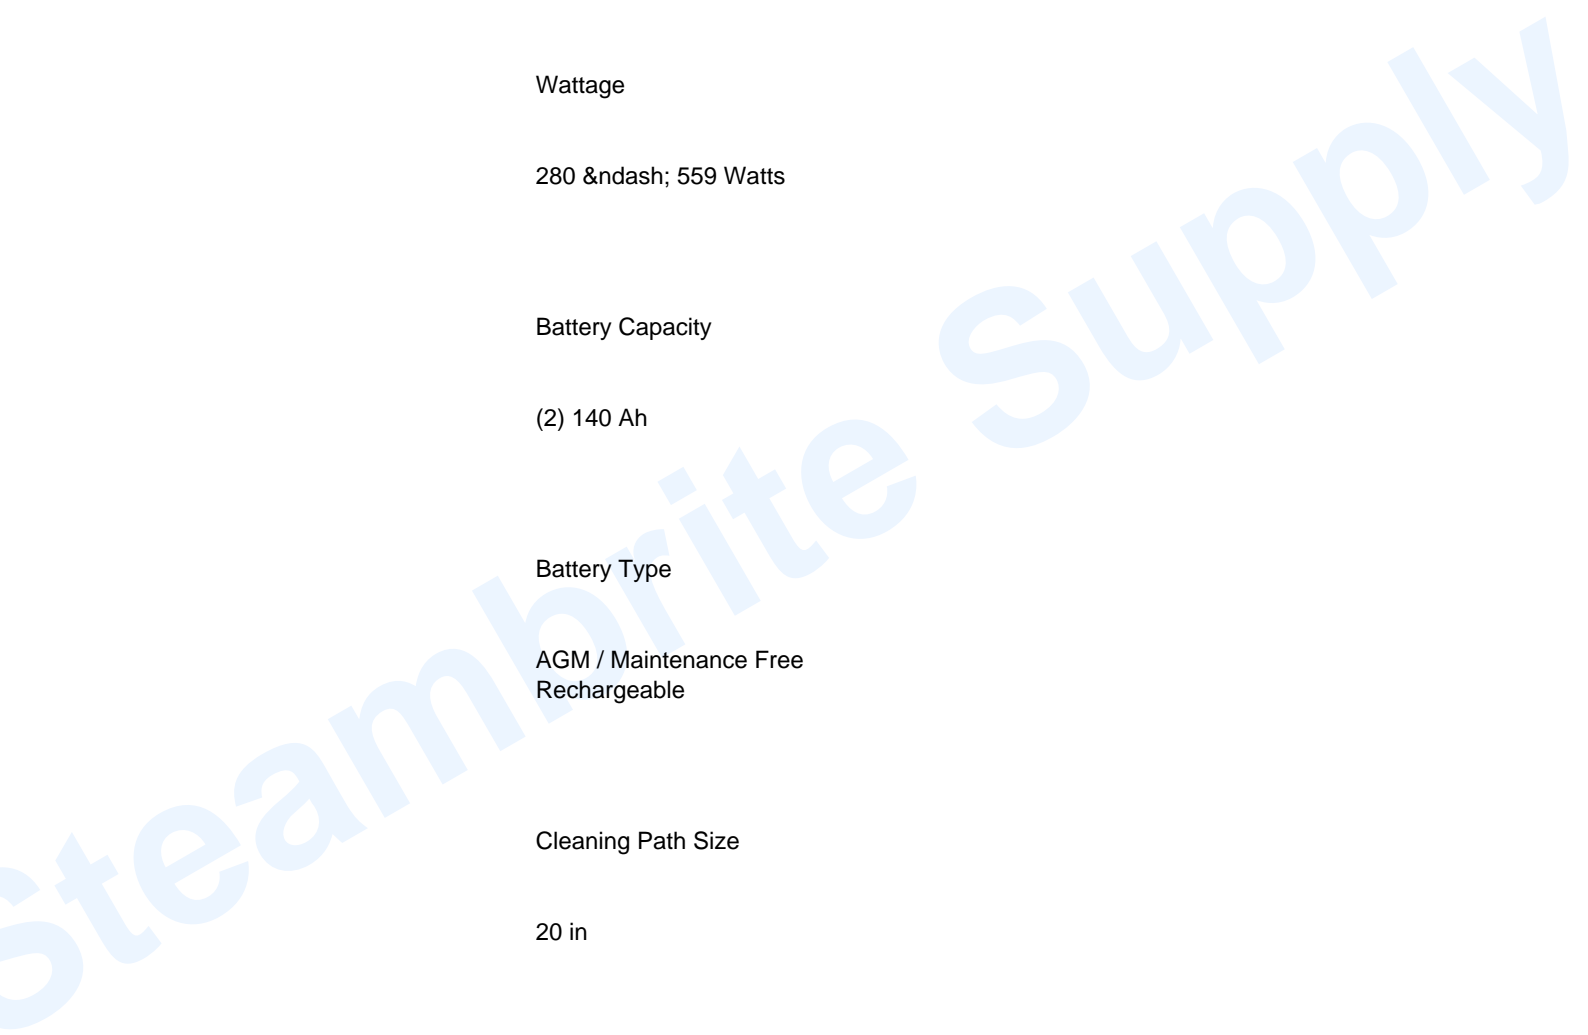 Wattage
280 &ndash; 559 Watts
Battery Capacity
(2) 140 Ah
Battery Type
AGM / Maintenance Free
Rechargeable
Cleaning Path Size
20 in
Steambrite Supply